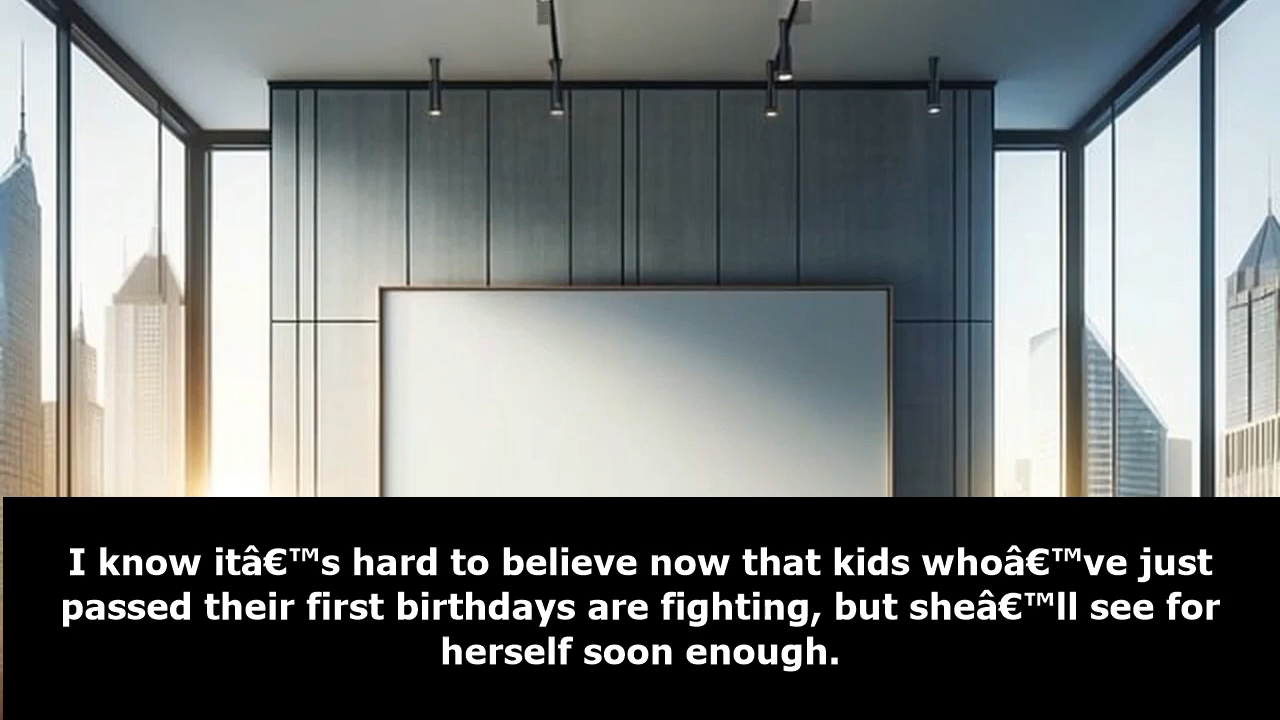 I know itâ€™s hard to believe now that kids whoâ€™ve just
passed their first birthdays are fighting, but sheâ€™ll see for
herself soon enough.